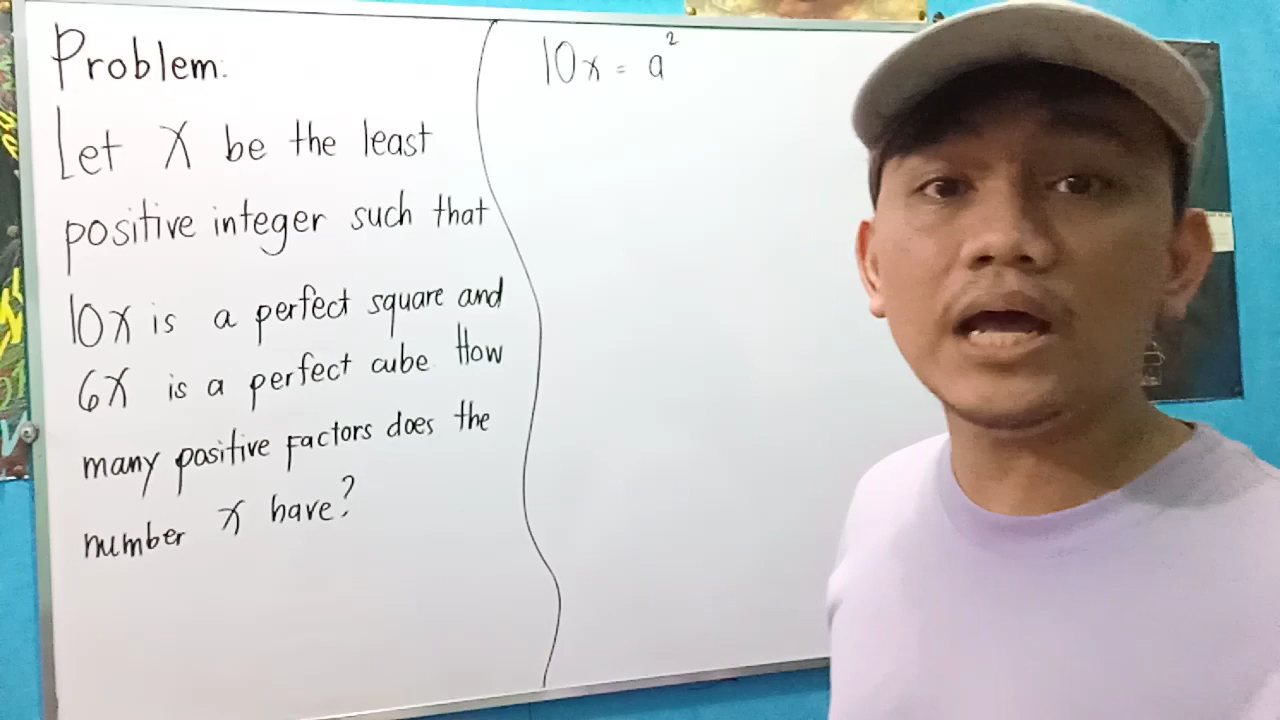 Problem:
Let X be the least
positive integer such that
10x is a perfect square and
6X is a perfect cube. How
many positive factors does the
number x have?
10x = a²